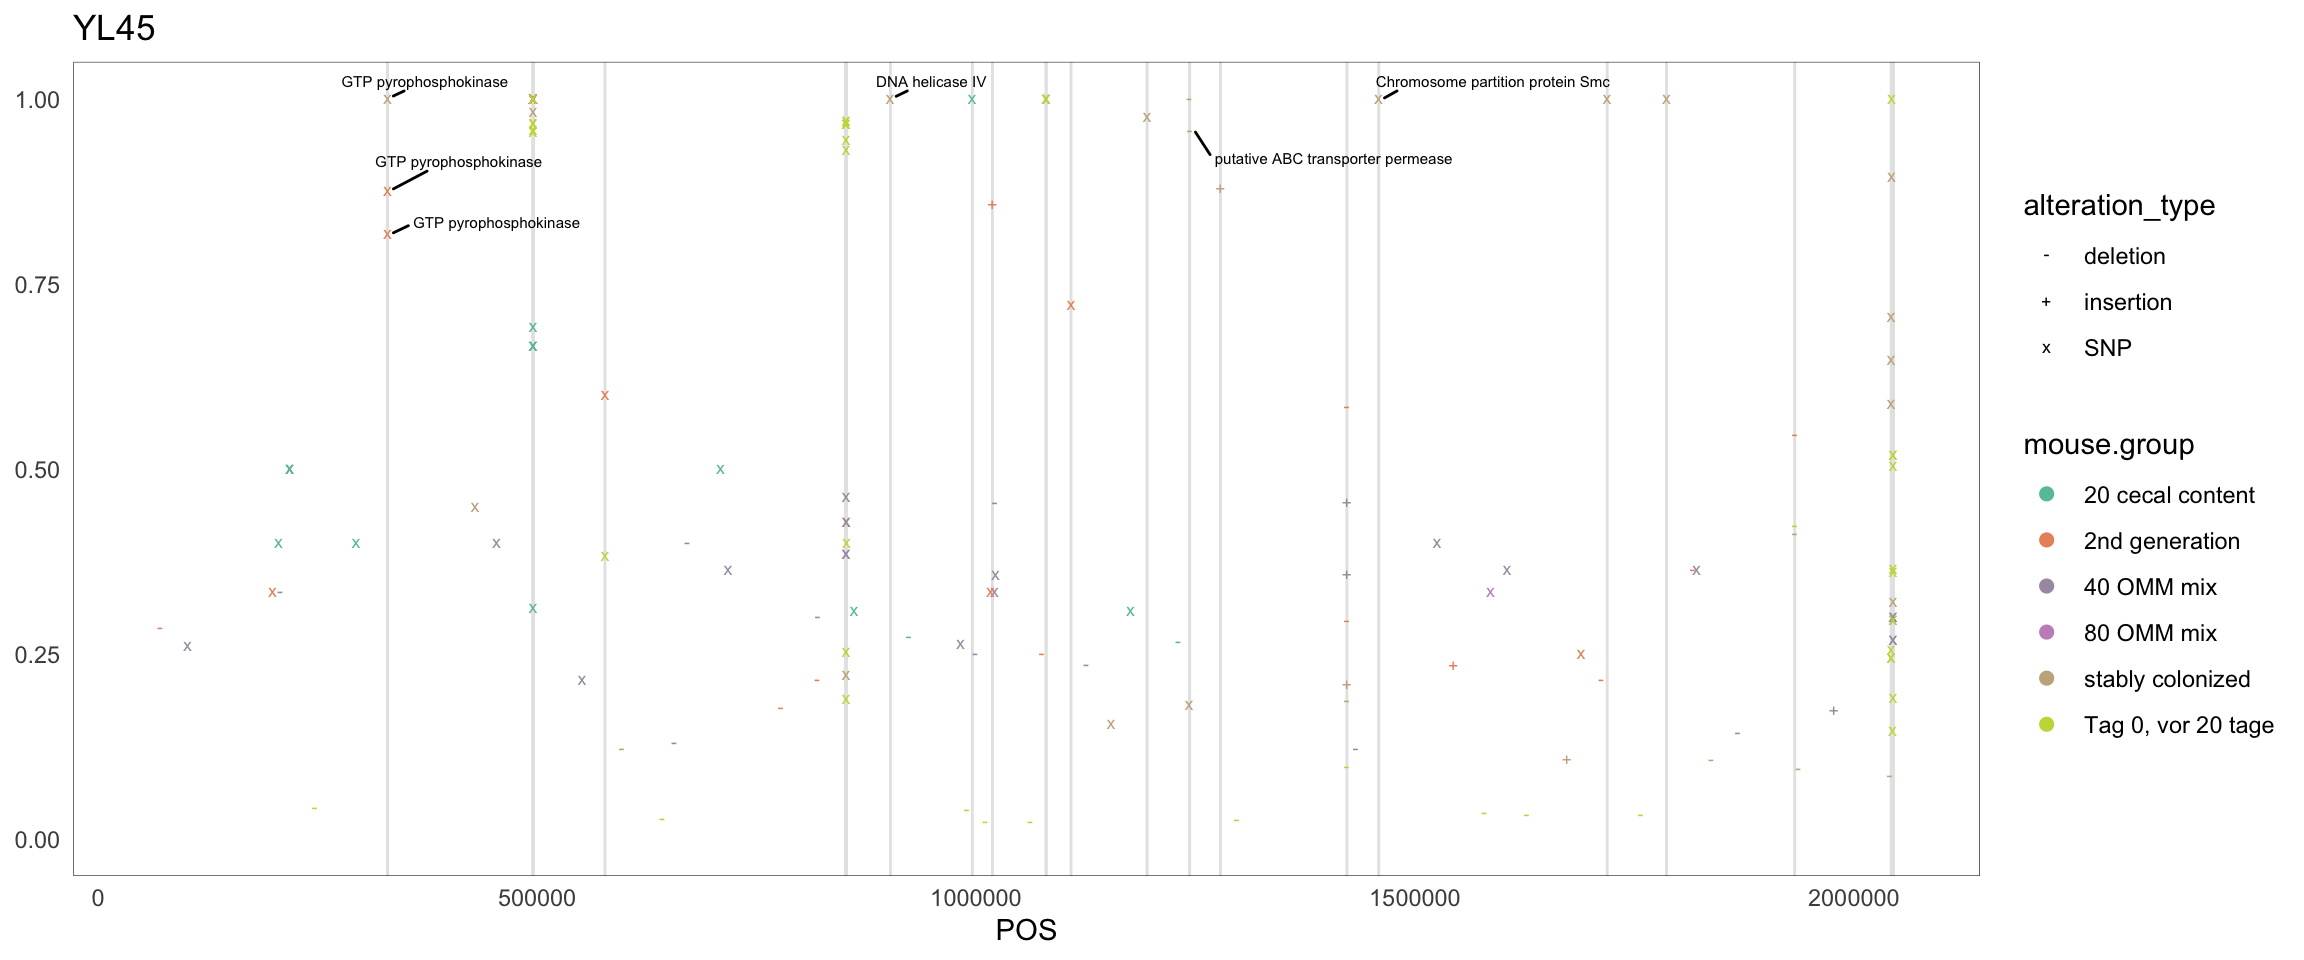 YL45
GTP pyrophosphokinase
DNA helicase IV
Chromosome partition protein Smc
GTP pyrophosphokinase
putative ABC transporter permease
GTP pyrophosphokinase
1.00
0.75
0.50
0.25
0.00
0 500000 1000000 1500000 2000000
POS
alteration_type
- deletion
+ insertion
x SNP
mouse.group
20 cecal content
2nd generation
40 OMM mix
80 OMM mix
stably colonized
Tag 0, vor 20 tage